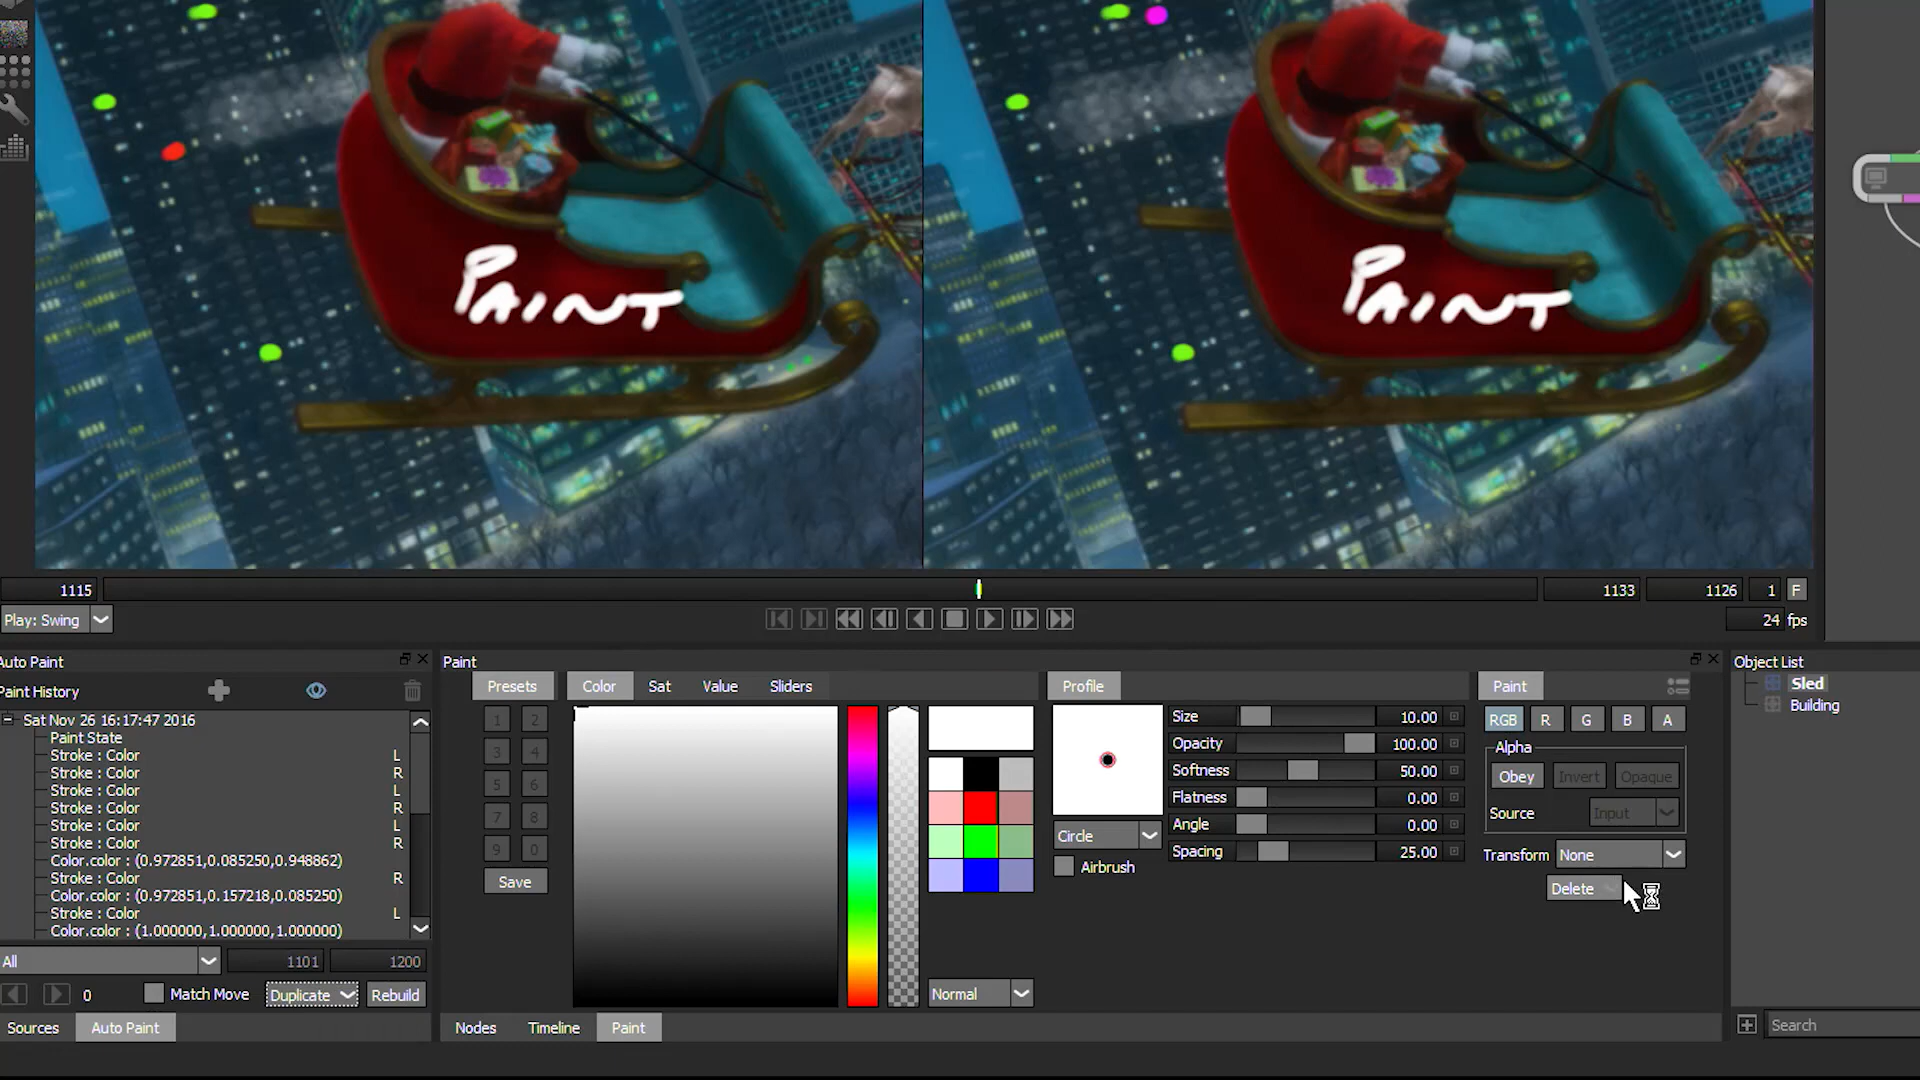 PAINT
PAINT
1115
1133
1126
1
F
Play: Swing
24 fps
Auto Paint
Paint History
Sat Nov 26 16:17:47 2016
Paint State
Stroke : Color L
Stroke : Color R
Stroke : Color L
Stroke : Color R
Stroke : Color L
Stroke : Color R
Color.color : (0.972851,0.085250,0.948862)
Stroke : Color R
Color.color : (0.972851,0.157218,0.085250)
Stroke : Color L
Color.color : (1.000000,1.000000,1.000000)
All
1101
1200
0
Match Move
Duplicate
Rebuild
Sources
Auto Paint
Paint
Presets
1 2
3 4
5 6
7 8
9 0
Save
Color
Sat
Value
Sliders
Normal
Profile
Circle
Airbrush
Size 10.00
Opacity 100.00
Softness 50.00
Flatness 0.00
Angle 0.00
Spacing 25.00
Paint
RGB R G B A
Alpha
Obey Invert Opaque
Source Input
Transform None
Delete
Nodes
Timeline
Paint
Object List
Sled
Building
Search